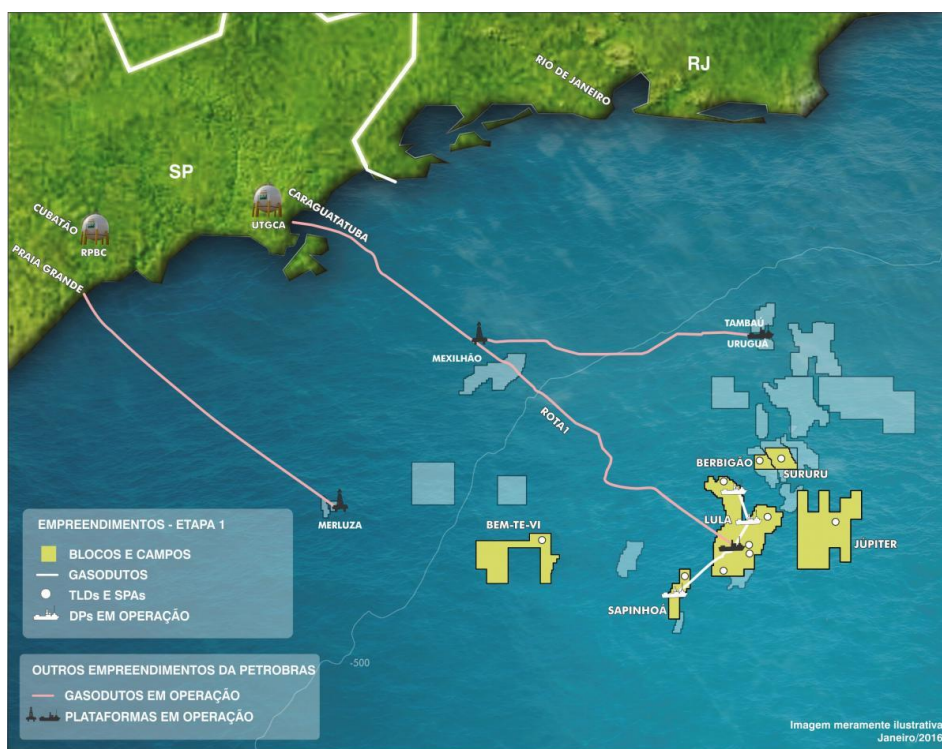 RJ
RIO DE JANEIRO
SP
CARAGUATATUBA
UTGCA
CUBATÃO
RPBC
PRAIA GRANDE
TAMBAÚ
URUGUÁ
MEXILHÃO
ROTA1
BERBIGÃO
SURURU
MERLUZA
BEM-TE-VI
LULA
JÚPITER
SAPINHOÁ
-500
EMPREENDIMENTOS - ETAPA 1
BLOCOS E CAMPOS
GASODUTOS
TLDs E SPAs
DPs EM OPERAÇÃO
OUTROS EMPREENDIMENTOS DA PETROBRAS
GASODUTOS EM OPERAÇÃO
PLATAFORMAS EM OPERAÇÃO
Imagem meramente ilustrativa
Janeiro/2016